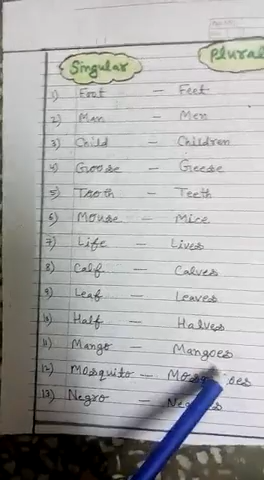 Singular Plural
1) Foot - Feet
2) Man - Men
3) Child - Children
4) Goose - Geese
5) Tooth - Teeth
6) Mouse - Mice
7) Life - Lives
8) Calf - Calves
9) Leaf - Leaves
10) Half - Halves
11) Mango - Mangoes
12) Mosquito -
13) Negro -